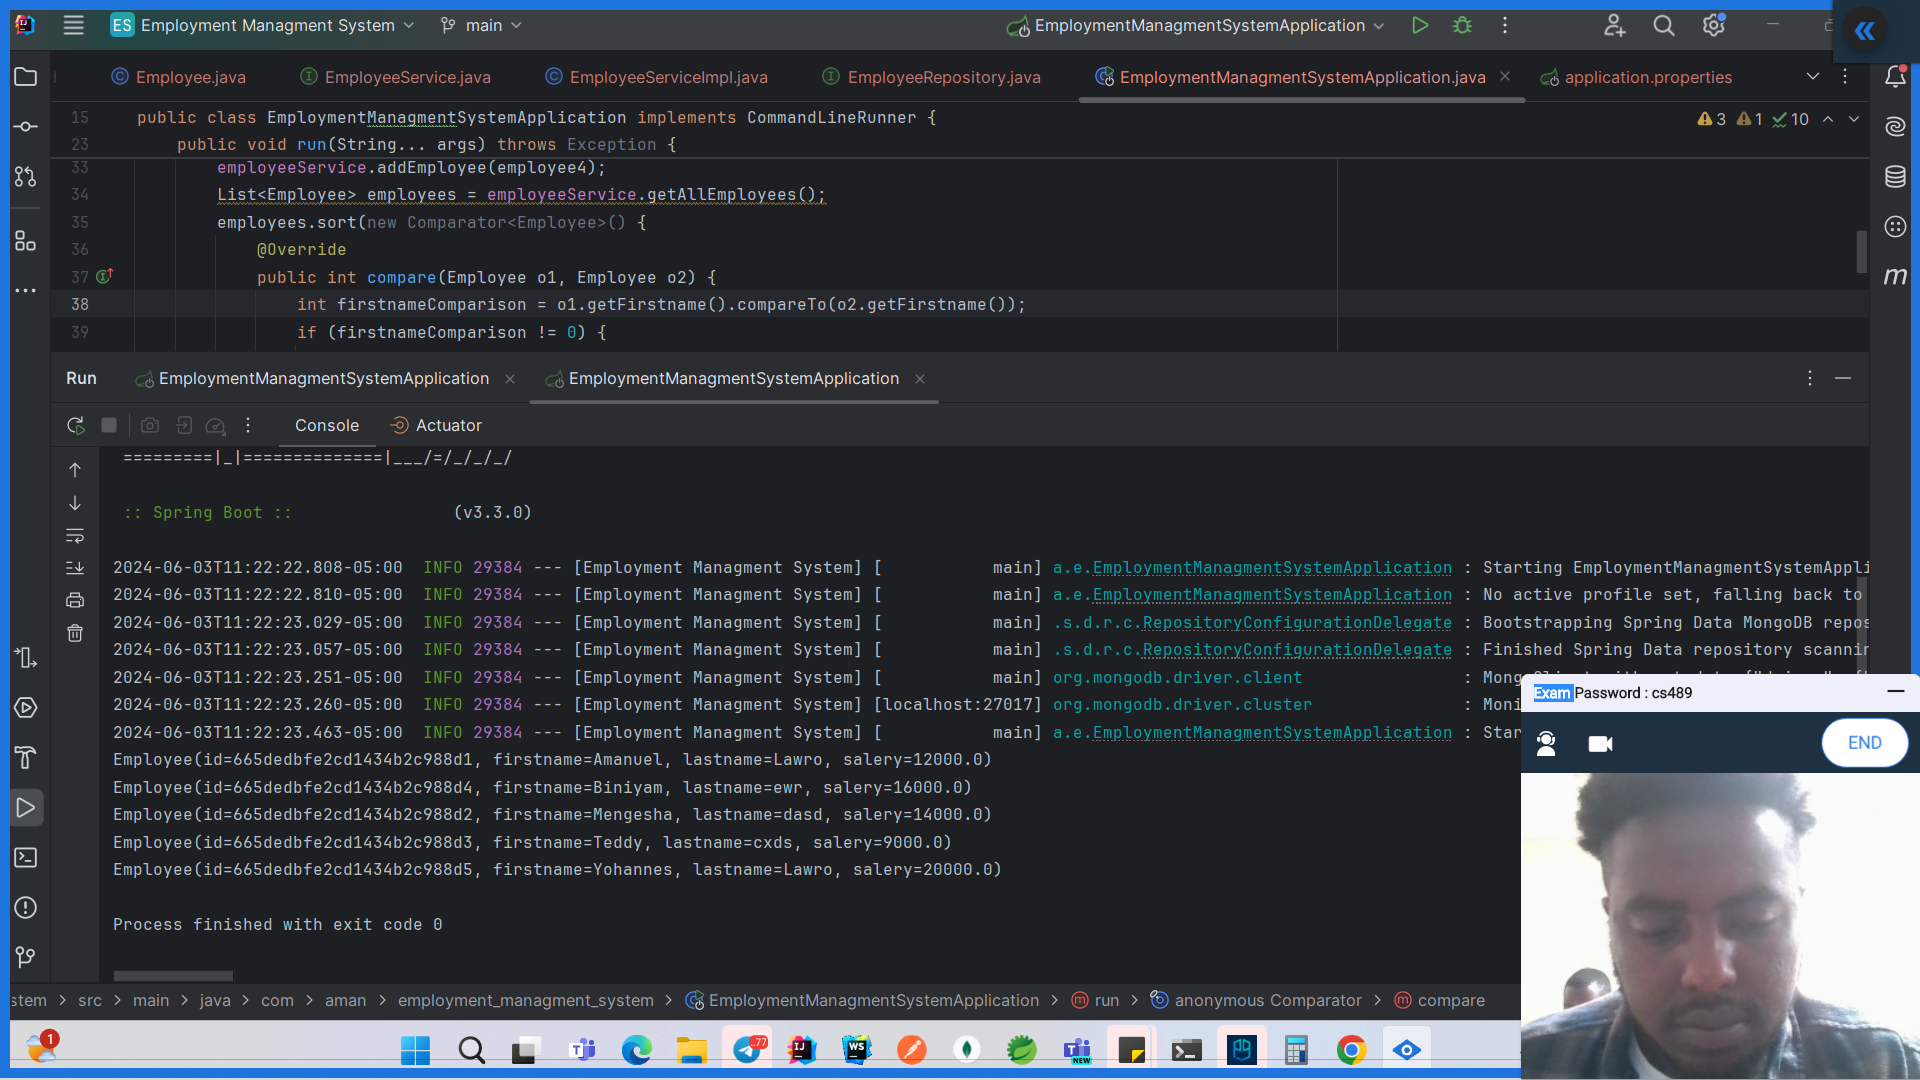 ES Employment Managment System main EmploymentManagmentSystemApplication
Employee.java EmployeeService.java EmployeeServiceImpl.java EmployeeRepository.java EmploymentManagmentSystemApplication.java application.properties
15 public class EmploymentManagmentSystemApplication implements CommandLineRunner { 3 1 10
23 public void run(String... args) throws Exception {
33 employeeService.addEmployee(employee4);
34 List<Employee> employees = employeeService.getAllEmployees();
35 employees.sort(new Comparator<Employee>() {
36 @Override
37 public int compare(Employee o1, Employee o2) {
38 int firstnameComparison = o1.getFirstname().compareTo(o2.getFirstname());
39 if (firstnameComparison != 0) {
Run EmploymentManagmentSystemApplication EmploymentManagmentSystemApplication
Console Actuator
=========|_|==============|___/=/_/_/_/
:: Spring Boot :: (v3.3.0)
2024-06-03T11:22:22.808-05:00 INFO 29384 --- [Employment Managment System] [ main] a.e.EmploymentManagmentSystemApplication : Starting EmploymentManagmentSystemAppli
2024-06-03T11:22:22.810-05:00 INFO 29384 --- [Employment Managment System] [ main] a.e.EmploymentManagmentSystemApplication : No active profile set, falling back to
2024-06-03T11:22:23.029-05:00 INFO 29384 --- [Employment Managment System] [ main] .s.d.r.c.RepositoryConfigurationDelegate : Bootstrapping Spring Data MongoDB repos
2024-06-03T11:22:23.057-05:00 INFO 29384 --- [Employment Managment System] [ main] .s.d.r.c.RepositoryConfigurationDelegate : Finished Spring Data repository scannin
2024-06-03T11:22:23.251-05:00 INFO 29384 --- [Employment Managment System] [ main] org.mongodb.driver.client : Mong
2024-06-03T11:22:23.260-05:00 INFO 29384 --- [Employment Managment System] [localhost:27017] org.mongodb.driver.cluster : Moni
2024-06-03T11:22:23.463-05:00 INFO 29384 --- [Employment Managment System] [ main] a.e.EmploymentManagmentSystemApplication : Star
Employee(id=665dedbfe2cd1434b2c988d1, firstname=Amanuel, lastname=Lawro, salery=12000.0)
Employee(id=665dedbfe2cd1434b2c988d4, firstname=Biniyam, lastname=ewr, salery=16000.0)
Employee(id=665dedbfe2cd1434b2c988d2, firstname=Mengesha, lastname=dasd, salery=14000.0)
Employee(id=665dedbfe2cd1434b2c988d3, firstname=Teddy, lastname=cxds, salery=9000.0)
Employee(id=665dedbfe2cd1434b2c988d5, firstname=Yohannes, lastname=Lawro, salery=20000.0)
Process finished with exit code 0
Exam Password : cs489
END
stem > src > main > java > com > aman > employment_managment_system > EmploymentManagmentSystemApplication > run > anonymous Comparator > compare
1 77 NEW